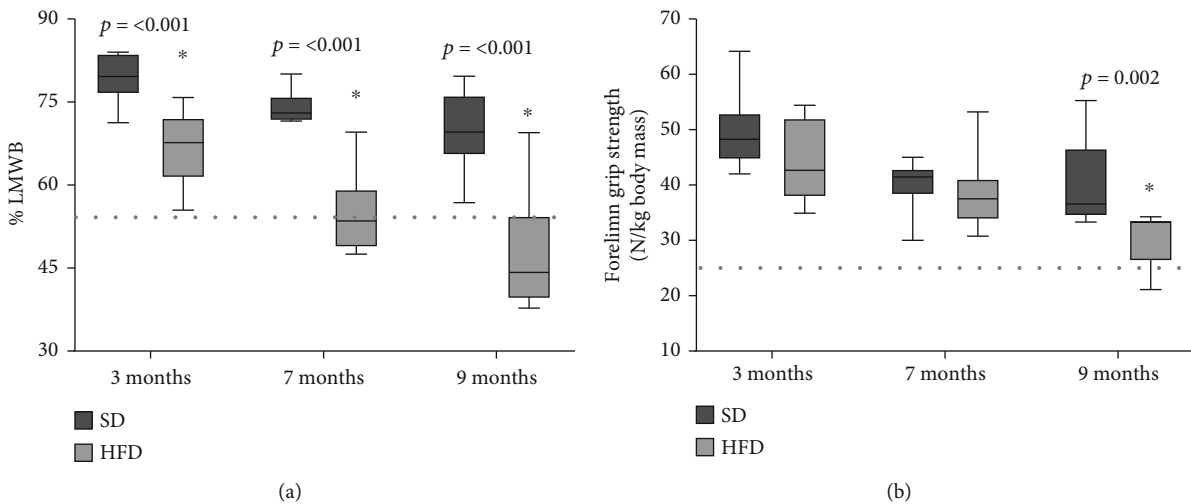 90
75
60
45
30
% LMWB
p = <0.001
p = <0.001
p = <0.001
*
*
*
3 months
7 months
9 months
SD
HFD
(a)
70
60
50
40
30
20
10
Forelimn grip strength
(N/kg body mass)
p = 0.002
*
3 months
7 months
9 months
SD
HFD
(b)